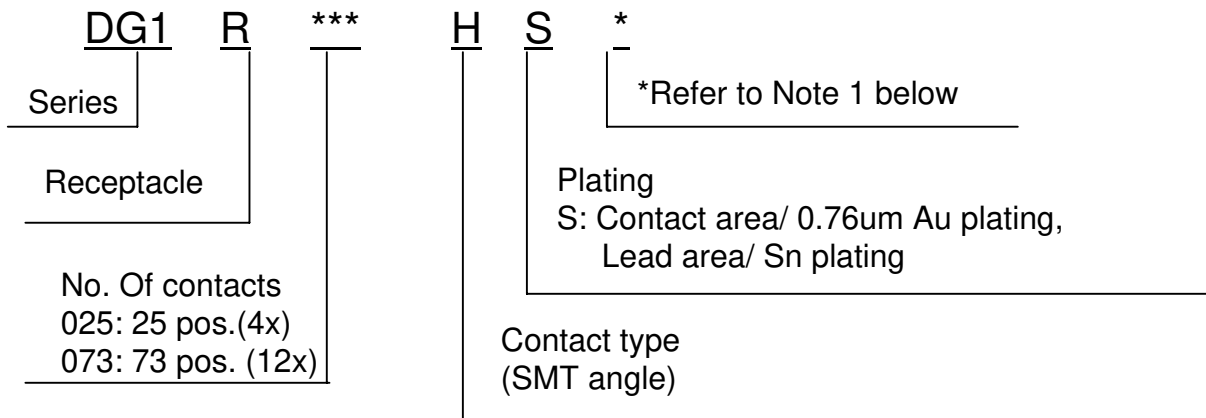 DG1 R *** H S *
Series
*Refer to Note 1 below
Receptacle
Plating
S: Contact area/ 0.76um Au plating,
Lead area/ Sn plating
No. Of contacts
025: 25 pos.(4x)
073: 73 pos. (12x)
Contact type
(SMT angle)